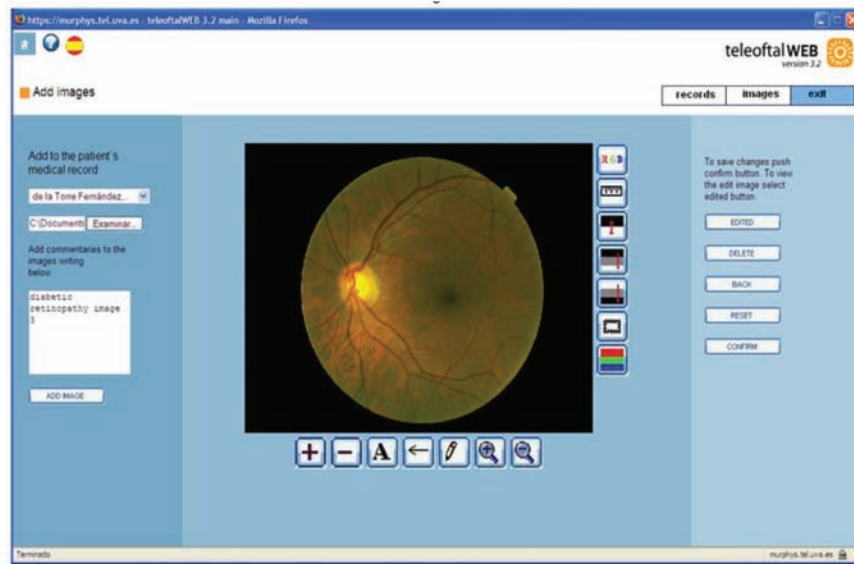 https://murphys.tel.uva.es - teleoftalWEB 3.2 main - Mozilla Firefox
teleoftal WEB
version 3.2
Add images
records images exit
Add to the patient´s
medical record
de la Torre Fernández...
C:\Documents Examinar...
Add commentaries to the
images writing
below
diabetic
retinopathy image
3
ADD IMAGE
RGB
A
To save changes push
confirm button. To view
the edit image select
edited button
EDITED
DELETE
BACK
RESET
CONFIRM
Terminado
murphys.tel.uva.es